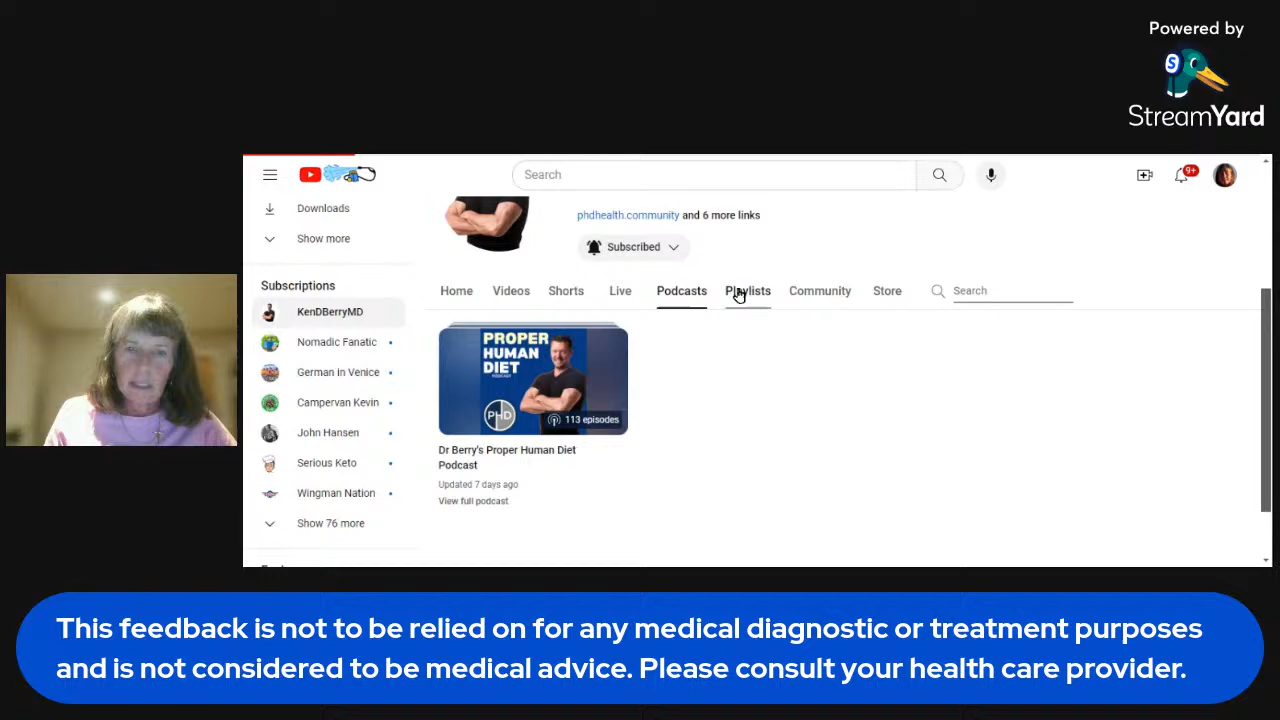 Powered by
S
StreamYard
Search
9+
Downloads
Show more
phdhealth.community and 6 more links
Subscribed
Subscriptions
KenDBerryMD
Nomadic Fanatic
German in Venice
Campervan Kevin
John Hansen
Serious Keto
Wingman Nation
Show 76 more
Home Videos Shorts Live Podcasts Playlists Community Store Search
PROPER
HUMAN
DIET
PODCAST
PHD
113 episodes
Dr Berry's Proper Human Diet
Podcast
Updated 7 days ago
View full podcast
This feedback is not to be relied on for any medical diagnostic or treatment purposes
and is not considered to be medical advice. Please consult your health care provider.